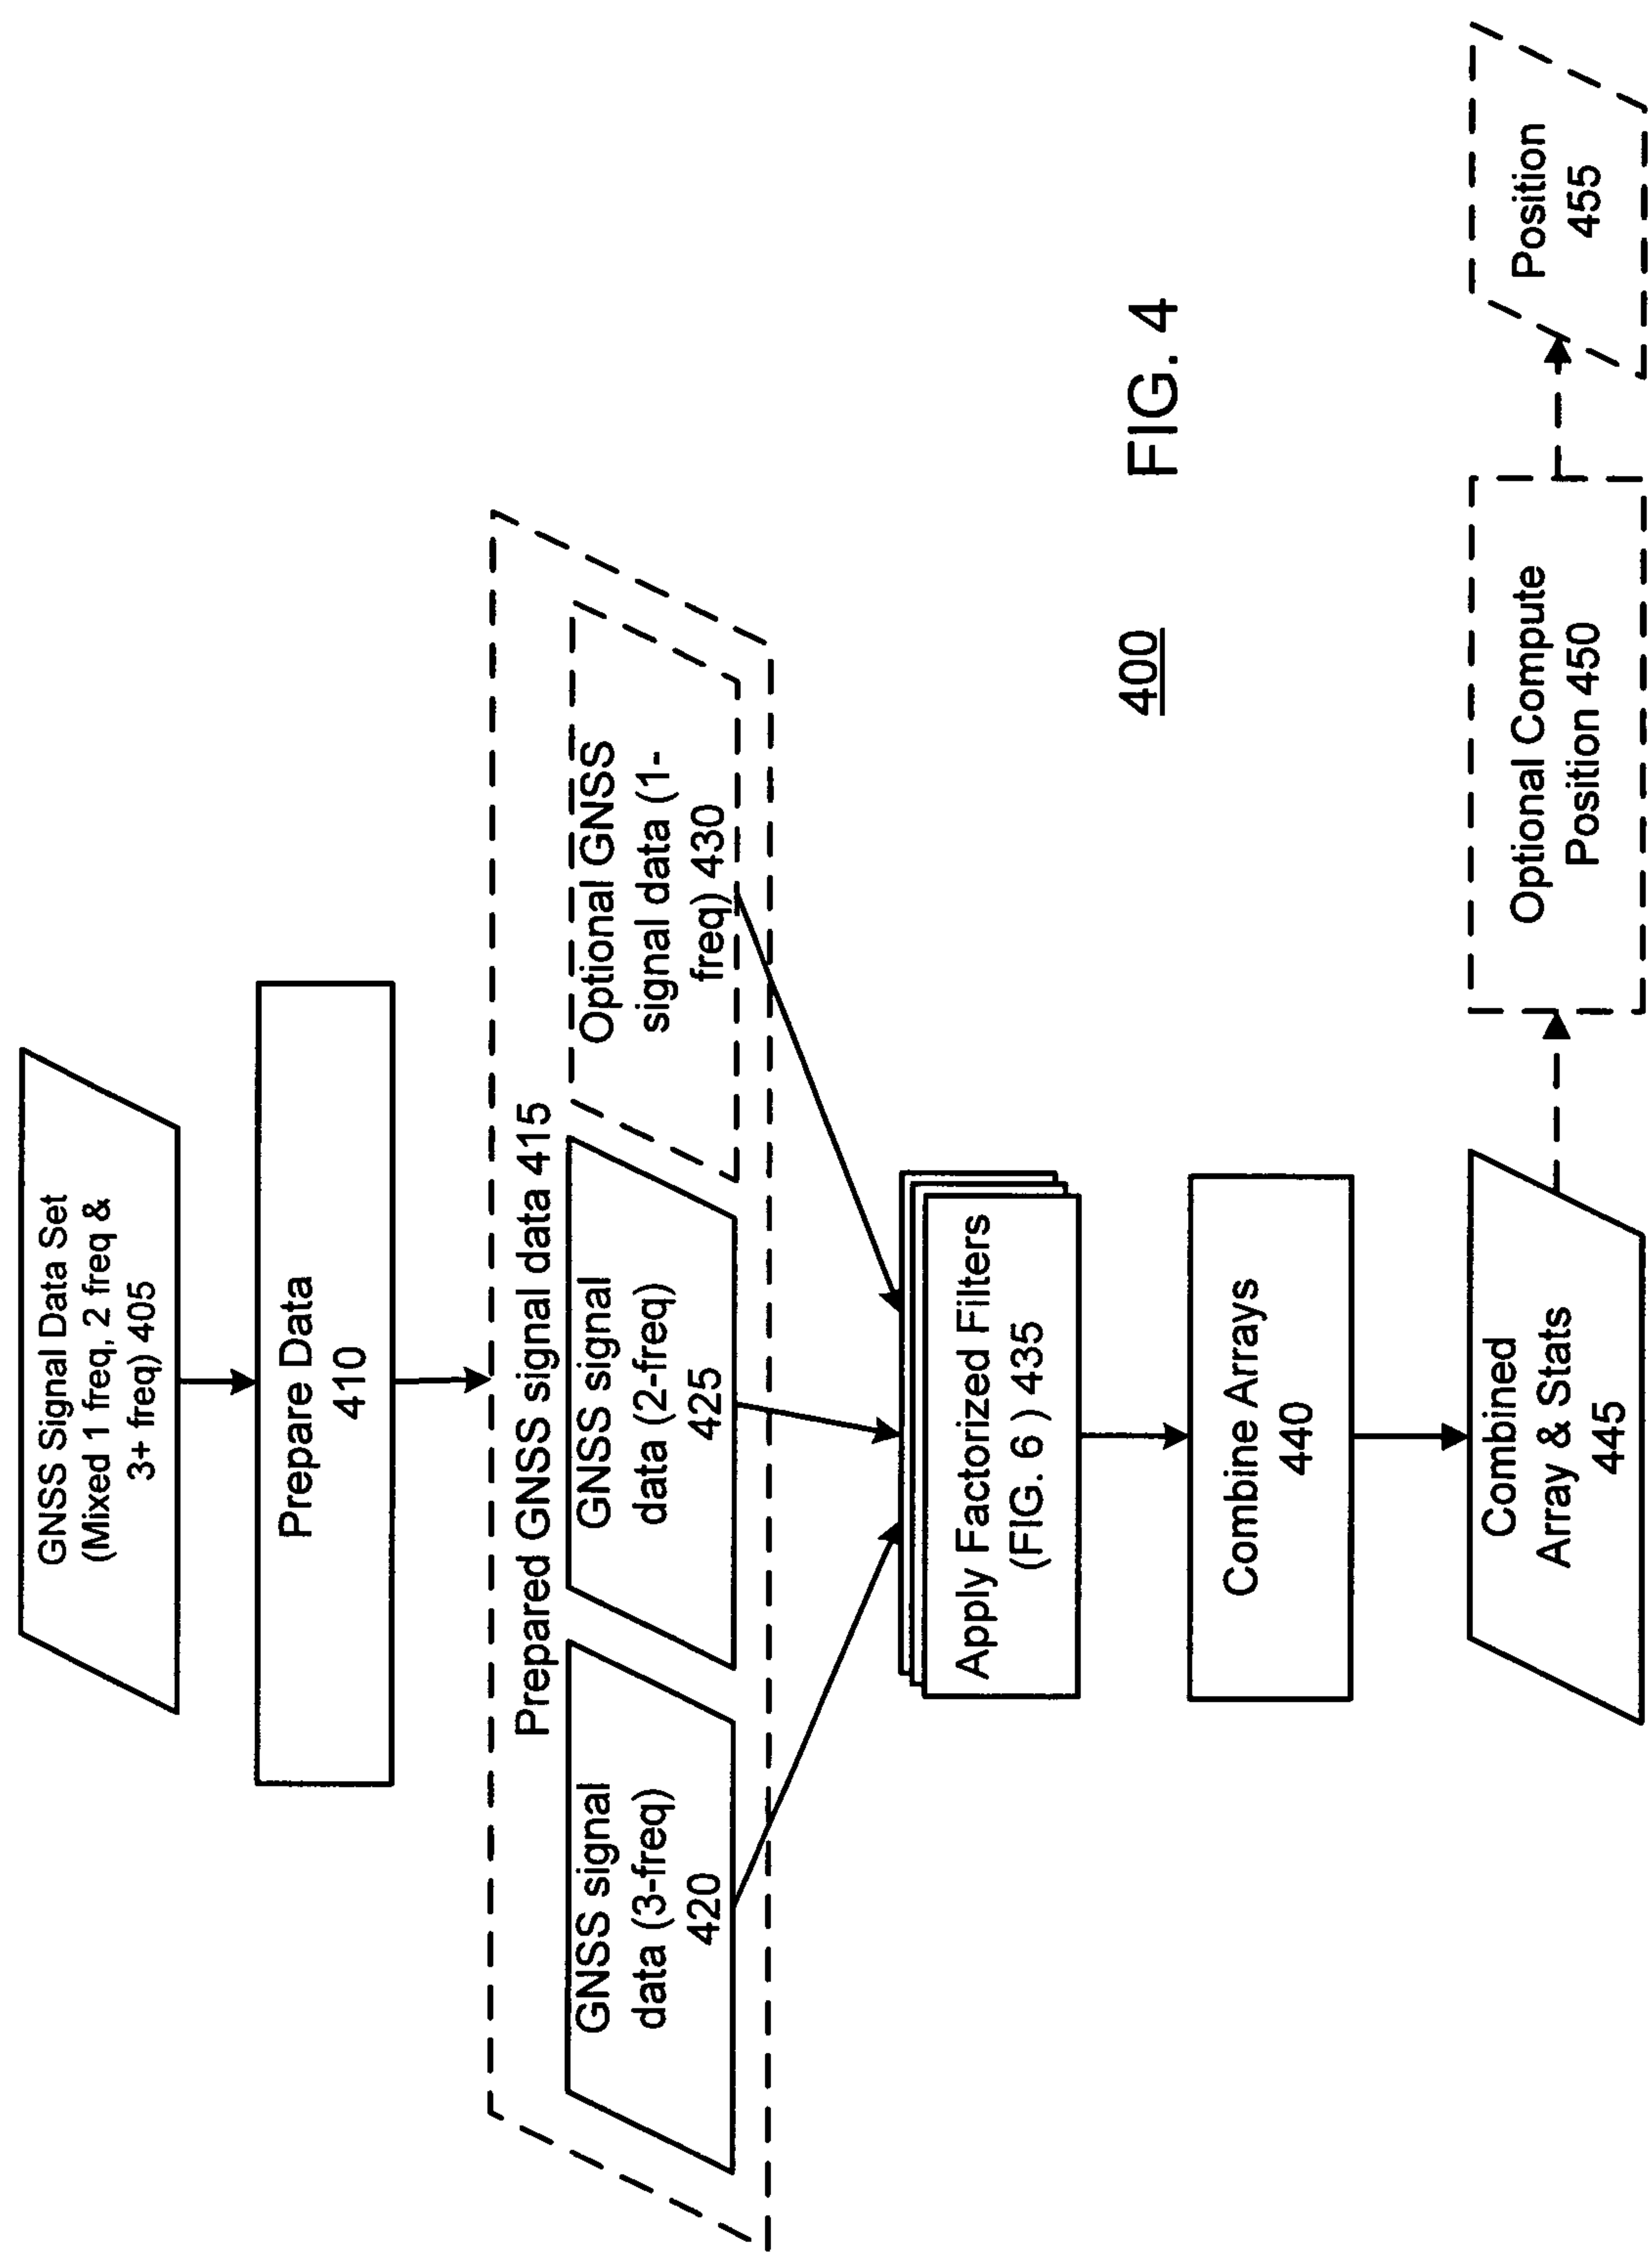 GNSS Signal Data Set
(Mixed 1 freq, 2 freq &
3+ freq) 405
Prepare Data
410
Prepared GNSS signal data 415
GNSS signal
data (3-freq)
420
GNSS signal
data (2-freq)
425
Optional GNSS
signal data (1-
freq) 430
Apply Factorized Filters
(FIG. 6 ) 435
Combine Arrays
440
Combined
Array & Stats
445
Optional Compute
Position 450
Position
455
400
FIG. 4